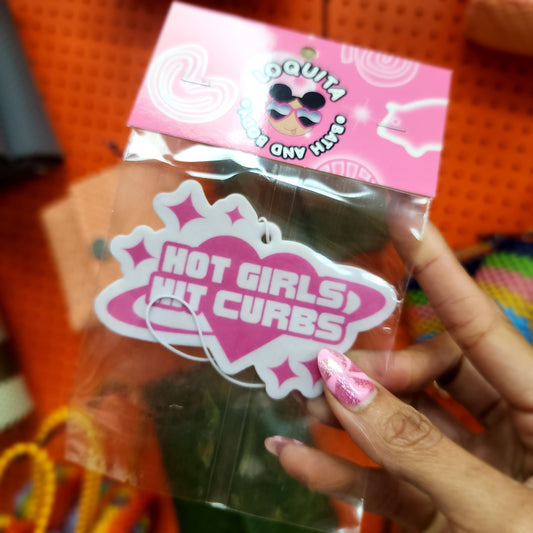 LOQUITA
• BATH AND BODY •
HOT GIRLS
HIT CURBS